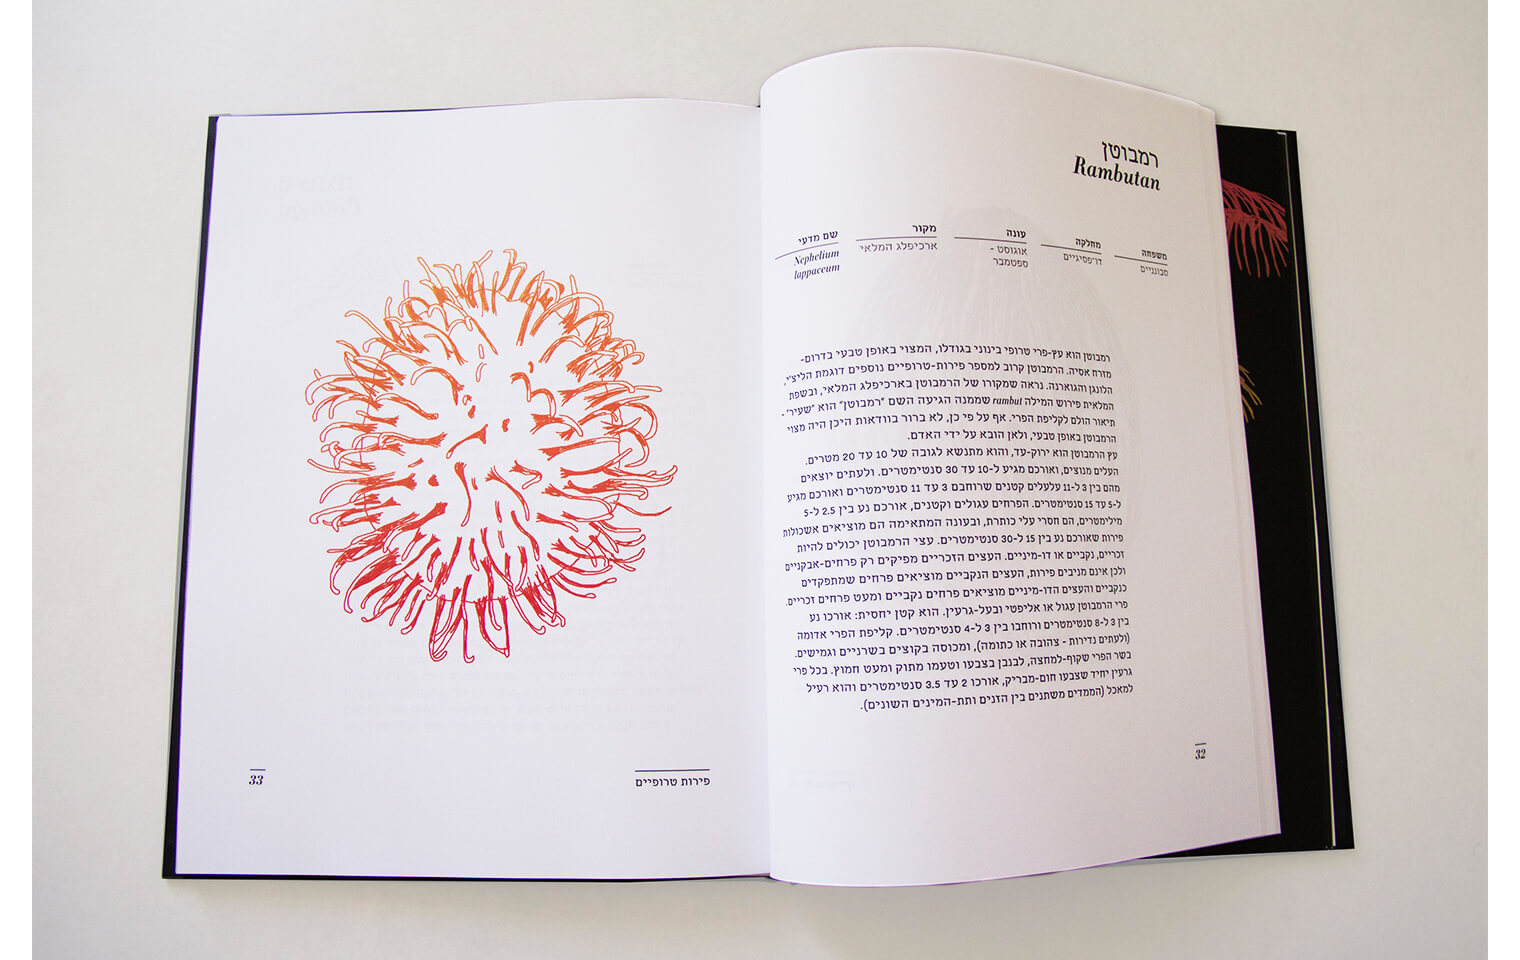 רמבוטן
Rambutan
משפחה
סבונניים
מחלקה
דו-פסיגיים
עונה
אוגוסט -
ספטמבר
מקור
ארכיפלג המלאי
שם מדעי
Nephelium
lappaceum
רמבוטן הוא עץ-פרי טרופי בינוני בגודלו, המצוי באופן טבעי בדרום-
מזרח אסיה. הרמבוטן קרוב למספר פירות-טרופיים נוספים דוגמת הליצ'י,
הלונגן והגוארנה. נראה שמקורו של הרמבוטן בארכיפלג המלאי, ובשפת
המלאית פירוש המילה rambut שממנה הגיעה השם "רמבוטן" הוא "שעיר" -
תיאור הולם לקליפת הפרי. אף על פי כן, לא ברור בוודאות היכן היה מצוי
הרמבוטן באופן טבעי, ולאן הובא על ידי האדם.
עץ הרמבוטן הוא ירוק-עד, והוא מתנשא לגובה של 10 עד 20 מטרים.
העלים מנוצים, ואורכם מגיע ל-10 עד 30 סנטימטרים. ולעתים יוצאים
מהם בין 3 ל-11 עלעלים קטנים שרוחבם 3 עד 11 סנטימטרים ואורכם מגיע
ל-5 עד 15 סנטימטרים. הפרחים עגולים וקטנים, אורכם נע בין 2.5 ל-5
מילימטרים, הם חסרי עלי כותרת, ובעונה המתאימה הם מוציאים אשכולות
פירות שאורכם נע בין 15 ל-30 סנטימטרים. עצי הרמבוטן יכולים להיות
זכריים, נקביים או דו-מיניים. העצים הזכריים מפיקים רק פרחים-אבקניים
ולכן אינם מניבים פירות, העצים הנקביים מוציאים פרחים שמתפקדים
כנקביים והעצים הדו-מיניים מוציאים פרחים נקביים ומעט פרחים זכריים.
פרי הרמבוטן עגול או אליפטי ובעל-גרעין. הוא קטן יחסית: אורכו נע
בין 3 ל-8 סנטימטרים ורוחבו בין 3 ל-4 סנטימטרים. קליפת הפרי אדומה
(ולעתים נדירות - צהובה או כתומה), ומכוסה בקוצים בשרניים וגמישים.
בשר הפרי שקוף-למחצה, לבנבן בצבעו וטעמו מתוק ומעט חמוץ. בכל פרי
גרעין יחיד שצבעו חום-מבריק, אורכו 2 עד 3.5 סנטימטרים והוא רעיל
למאכל (הממדים משתנים בין הזנים ותת-המינים השונים).
32
פירות טרופיים
33